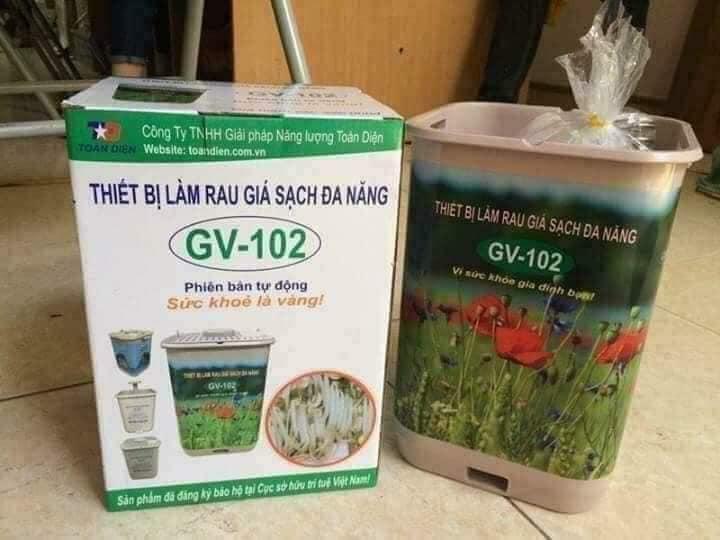 GV-102
TOÀN DIỆN
Công Ty TNHH Giải pháp Năng lượng Toàn Diện
Website: toandien.com.vn
THIẾT BỊ LÀM RAU GIÁ SẠCH ĐA NĂNG
GV-102
Phiên bản tự động
Sức khoẻ là vàng!
THIẾT BỊ LÀM RAU GIÁ SẠCH ĐA NĂNG
GV-102
Sản phẩm đã đăng ký bảo hộ tại Cục sở hữu trí tuệ Việt Nam!
THIẾT BỊ LÀM RAU GIÁ SẠCH ĐA NĂNG
GV-102
Vì sức khỏe gia đình bạn!